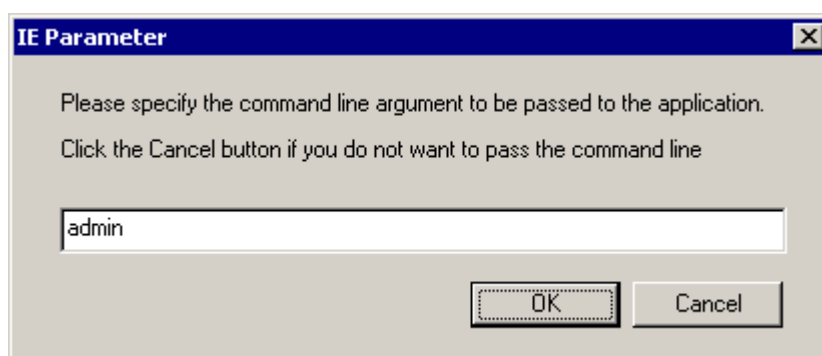 IE Parameter
Please specify the command line argument to be passed to the application.
Click the Cancel button if you do not want to pass the command line
admin
OK
Cancel